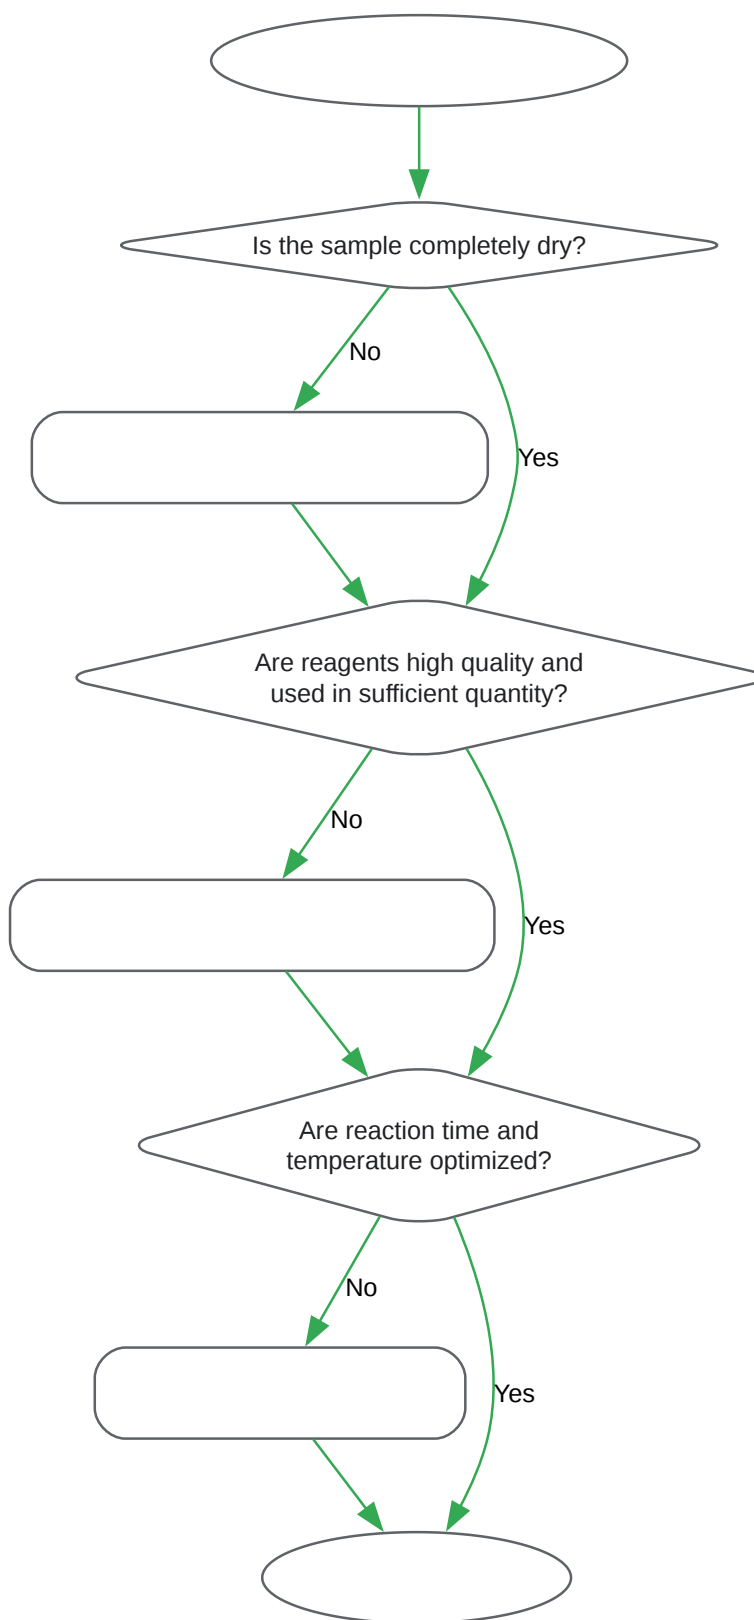 Is the sample completely dry?
No
Yes
Are reagents high quality and
used in sufficient quantity?
No
Yes
Are reaction time and
temperature optimized?
No
Yes